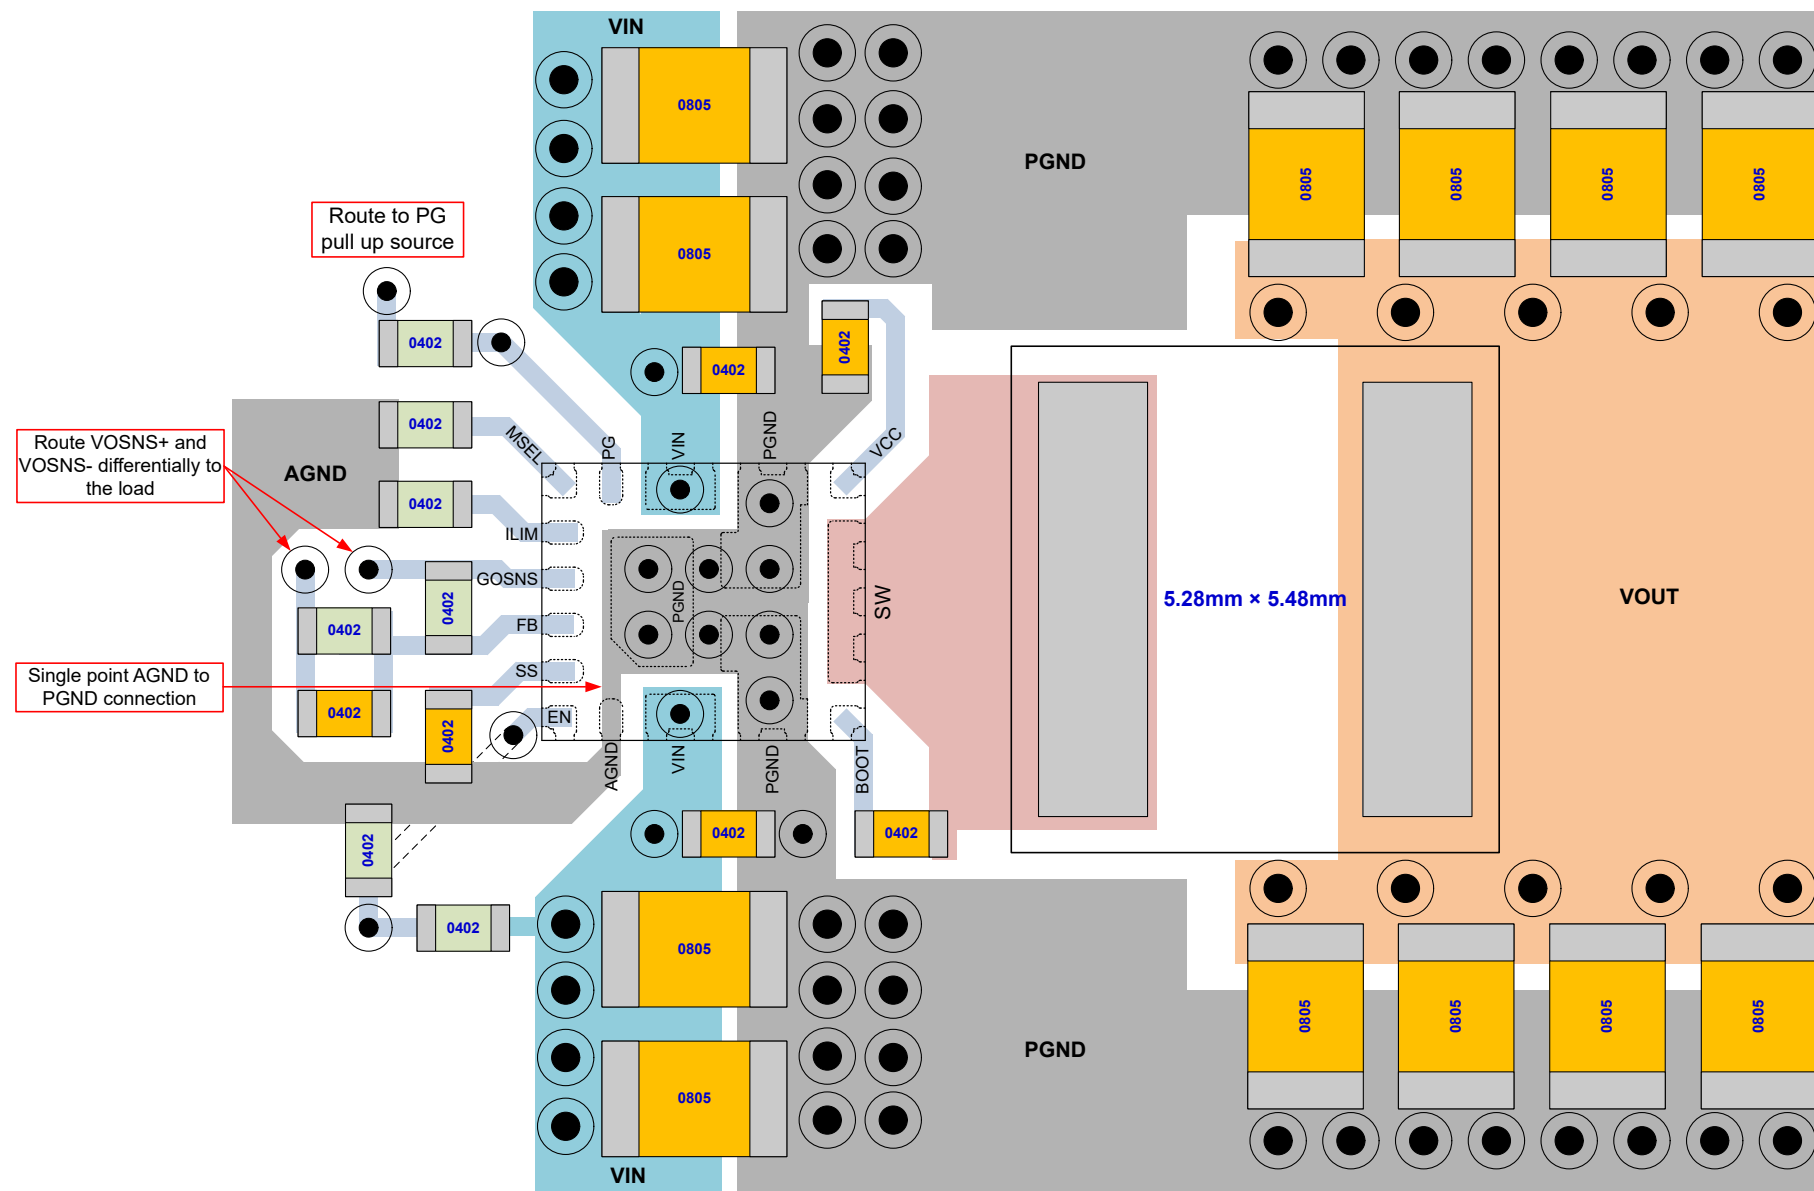 VIN
0805
PGND
0805
0805
0805
0805
Route to PG
pull up source
0805
0402
0402
0402
0402
Route VOSNS+ and
VOSNS- differentially to
the load
AGND
MSEL
PG
VIN
PGND
VCC
0402
ILIM
GOSNS
0402
PGND
SW
5.28mm × 5.48mm
VOUT
0402
FB
Single point AGND to
PGND connection
SS
0402
0402
EN
AGND
VIN
PGND
BOOT
0402
0402
0402
0402
0805
0805
0805
0805
0805
PGND
0805
VIN